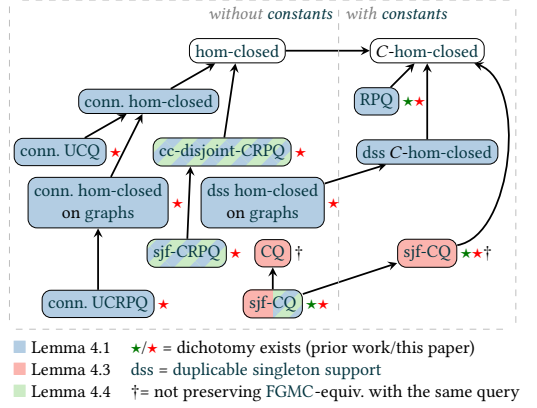 without constants with constants
hom-closed
C-hom-closed
conn. hom-closed
RPQ ★★
conn. UCQ ★
cc-disjoint-CRPQ ★
dss C-hom-closed
conn. hom-closed
on graphs ★
dss hom-closed
on graphs ★
sjf-CRPQ ★
CQ †
sjf-CQ ★★†
conn. UCRPQ ★
sjf-CQ ★★
Lemma 4.1 ★/★ = dichotomy exists (prior work/this paper)
Lemma 4.3 dss = duplicable singleton support
Lemma 4.4 †= not preserving FGMC-equiv. with the same query